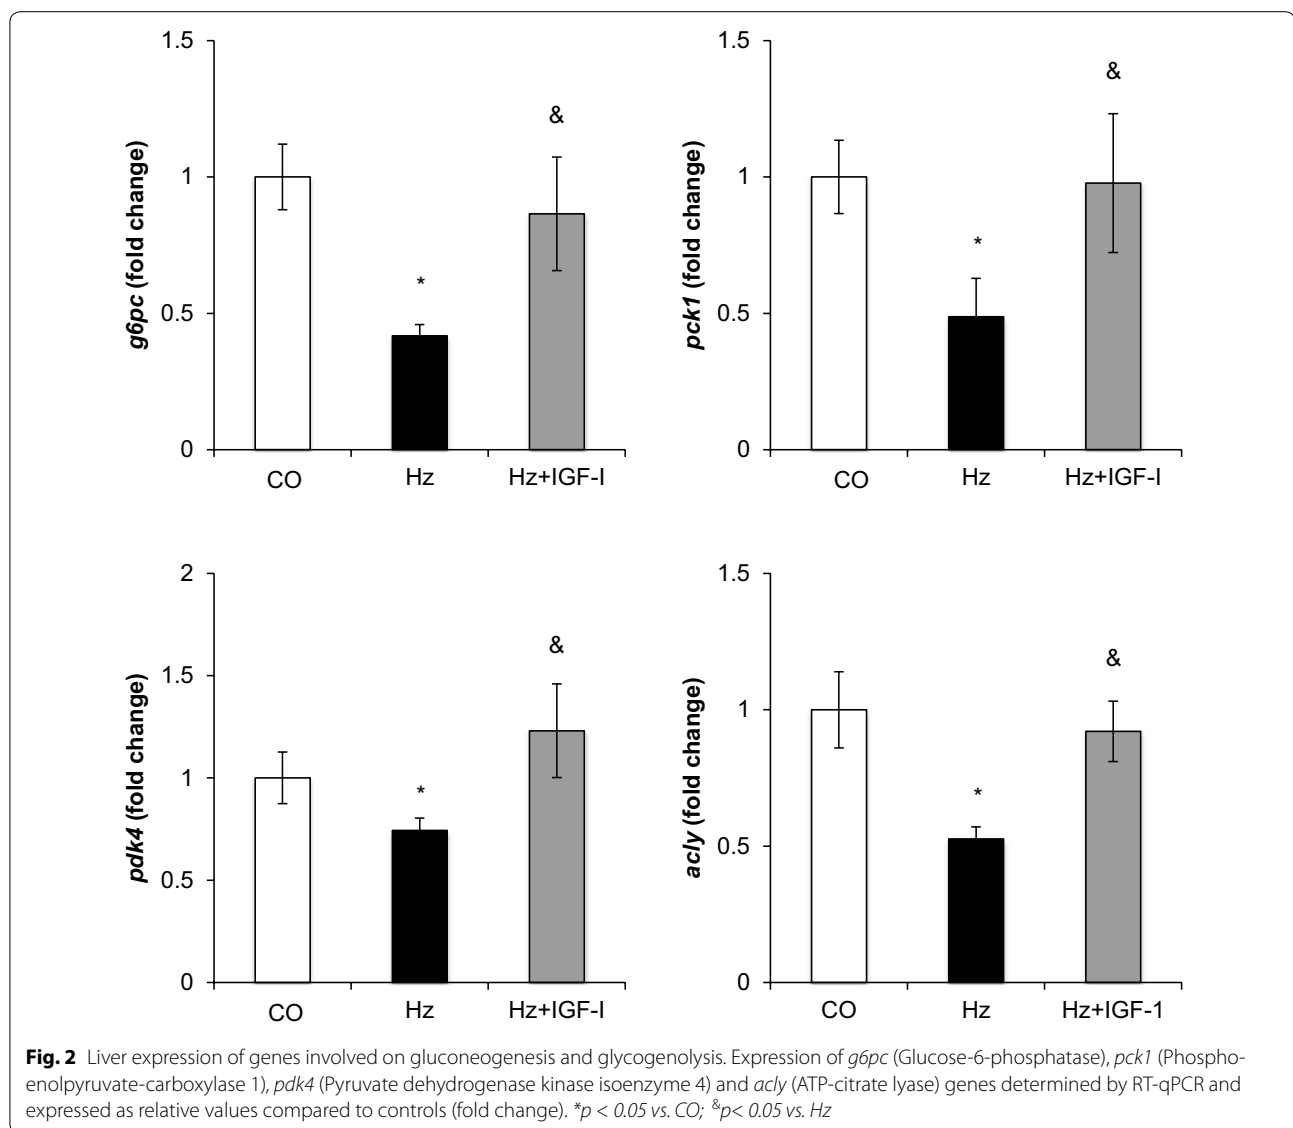 1.5
1
0.5
0
g6pc (fold change)
&
*
CO Hz Hz+IGF-I
1.5
1
0.5
0
pck1 (fold change)
&
*
CO Hz Hz+IGF-I
2
1.5
1
0.5
0
pdk4 (fold change)
&
*
CO Hz Hz+IGF-I
1.5
1
0.5
0
acly (fold change)
&
*
CO Hz Hz+IGF-1
Fig. 2 Liver expression of genes involved on gluconeogenesis and glycogenolysis. Expression of g6pc (Glucose-6-phosphatase), pck1 (Phospho-
enolpyruvate-carboxylase 1), pdk4 (Pyruvate dehydrogenase kinase isoenzyme 4) and acly (ATP-citrate lyase) genes determined by RT-qPCR and
expressed as relative values compared to controls (fold change). *p < 0.05 vs. CO; &p< 0.05 vs. Hz